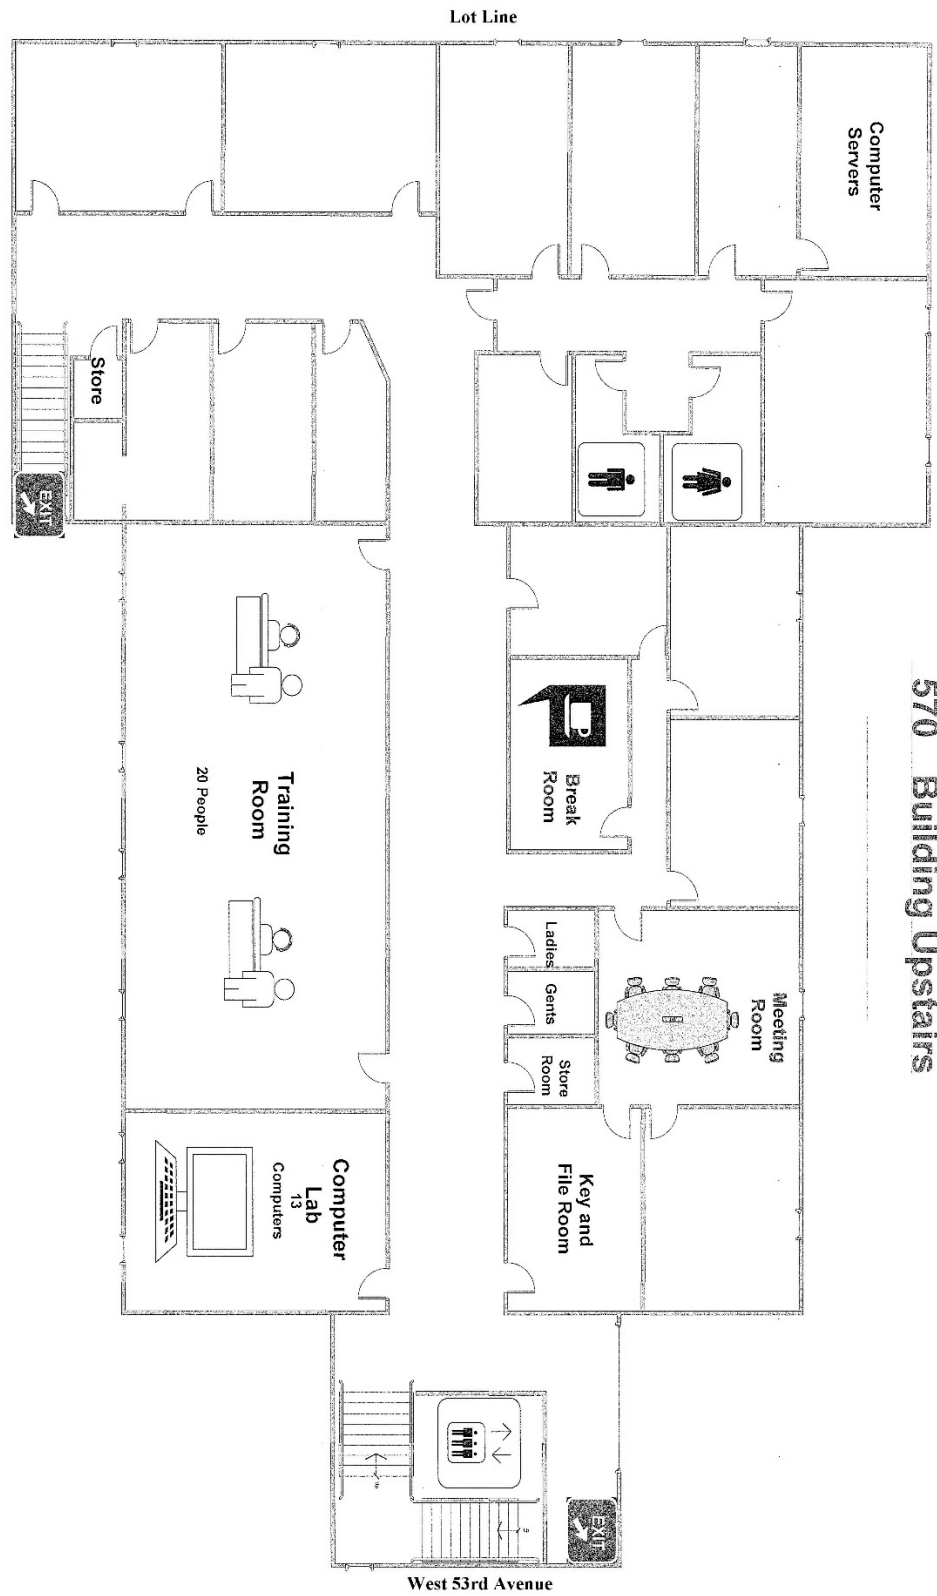 Lot Line
Computer
Servers
Store
EXIT
570 Building Upstairs
Break
Room
Training
Room
20 People
Ladies
Gents
Store
Room
Meeting
Room
Computer
Lab
13
Computers
Key and
File Room
EXIT
West 53rd Avenue